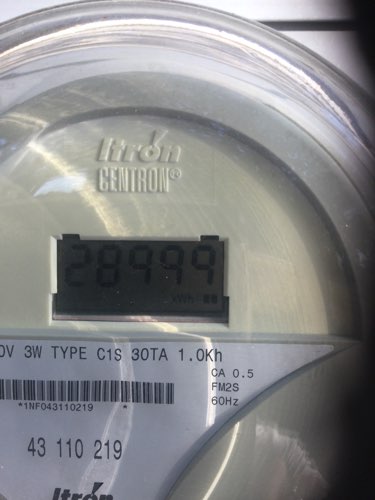 Itron
CENTRON®
28999
kWh
0V 3W TYPE C1S 30TA 1.0Kh
CA 0.5
FM2S
60Hz
*1NF043110219 *
43 110 219
Itron